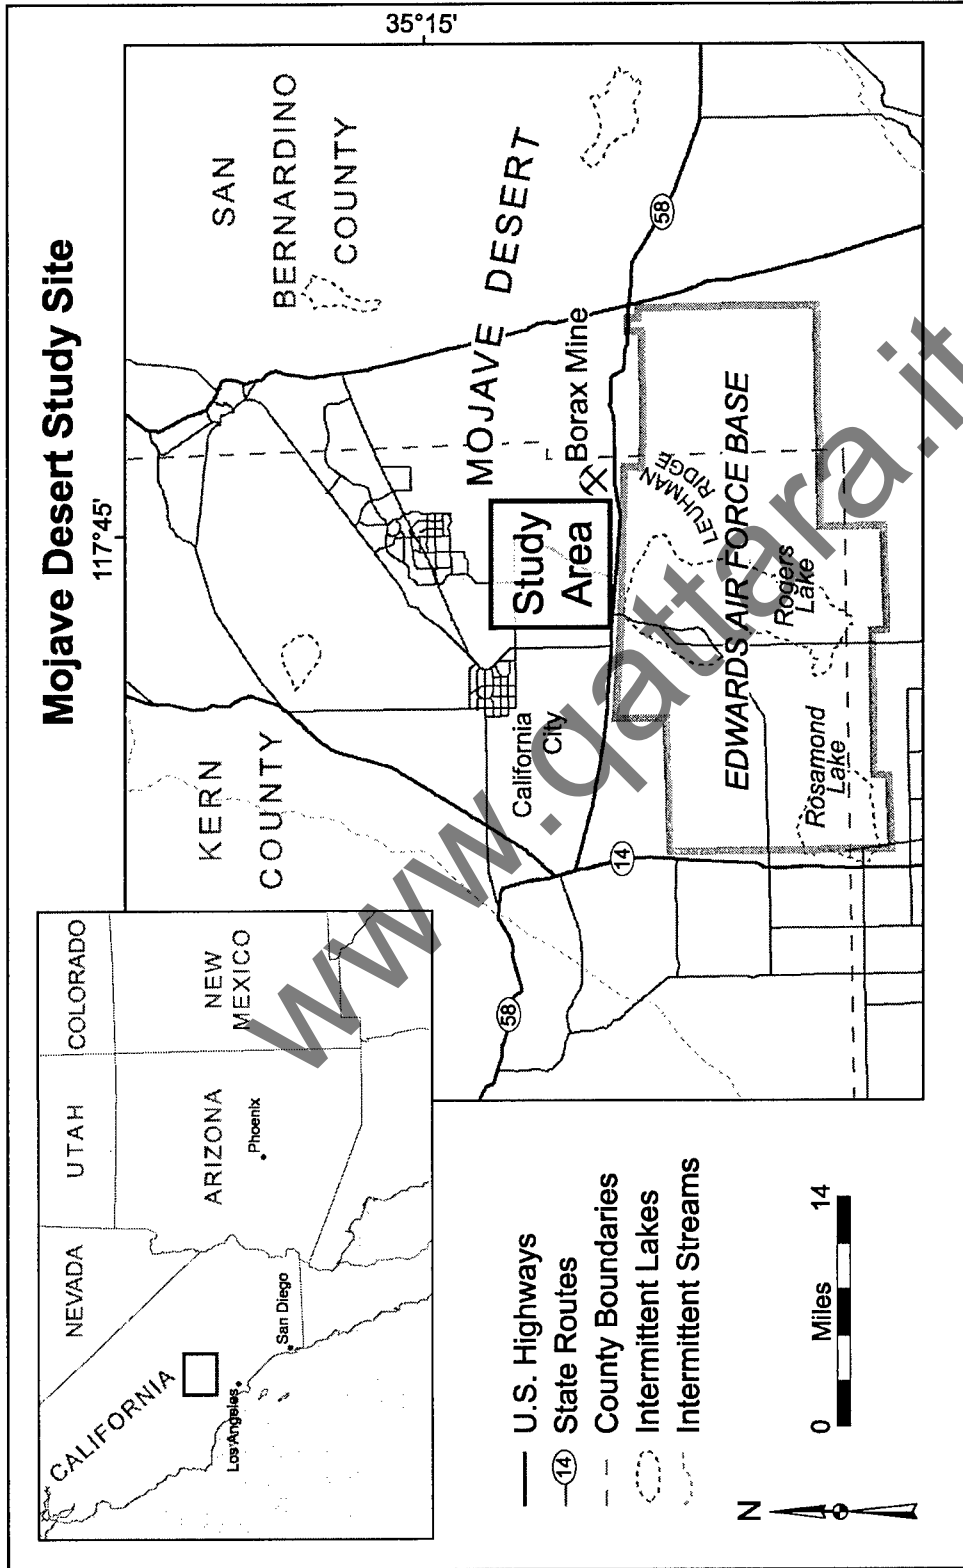 Mojave Desert Study Site
117°45'
35°15'
NEVADA
UTAH
COLORADO
CALIFORNIA
ARIZONA
NEW
MEXICO
Phoenix
Los Angeles
San Diego
KERN
COUNTY
SAN
BERNARDINO
COUNTY
MOJAVE DESERT
58
California
City
Study
Area
Borax Mine
14
58
LEUHMAN
RIDGE
EDWARDS AIR FORCE BASE
Rosamond
Lake
Rogers
Lake
U.S. Highways
14 State Routes
County Boundaries
Intermittent Lakes
Intermittent Streams
N
0 Miles 14
www.qattara.it